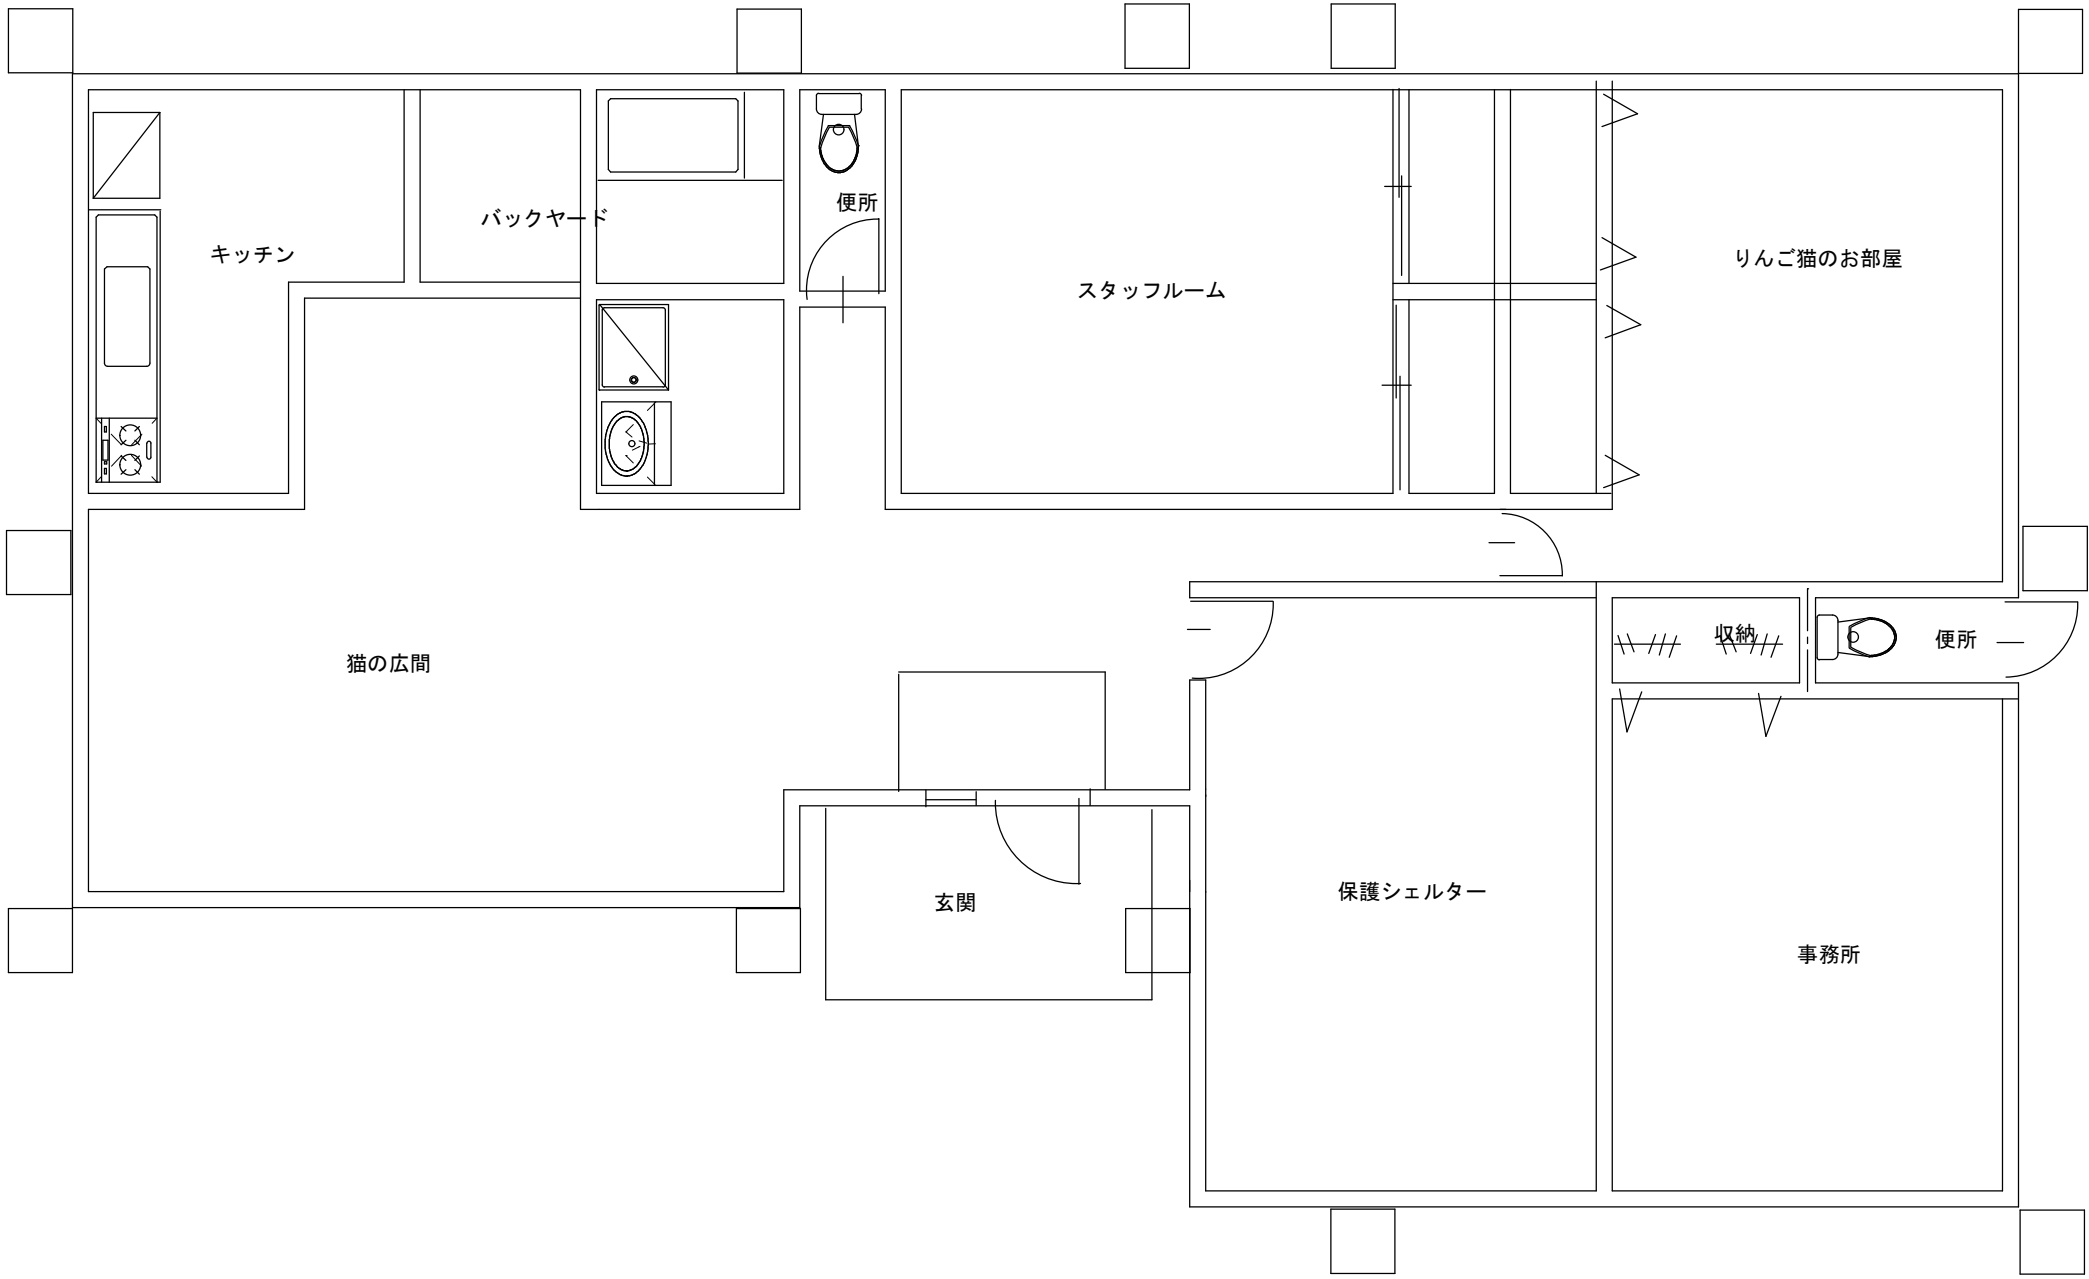 便所
バックヤード
キッチン
りんご猫のお部屋
スタッフルーム
収納
便所
猫の広間
保護シェルター
玄関
事務所